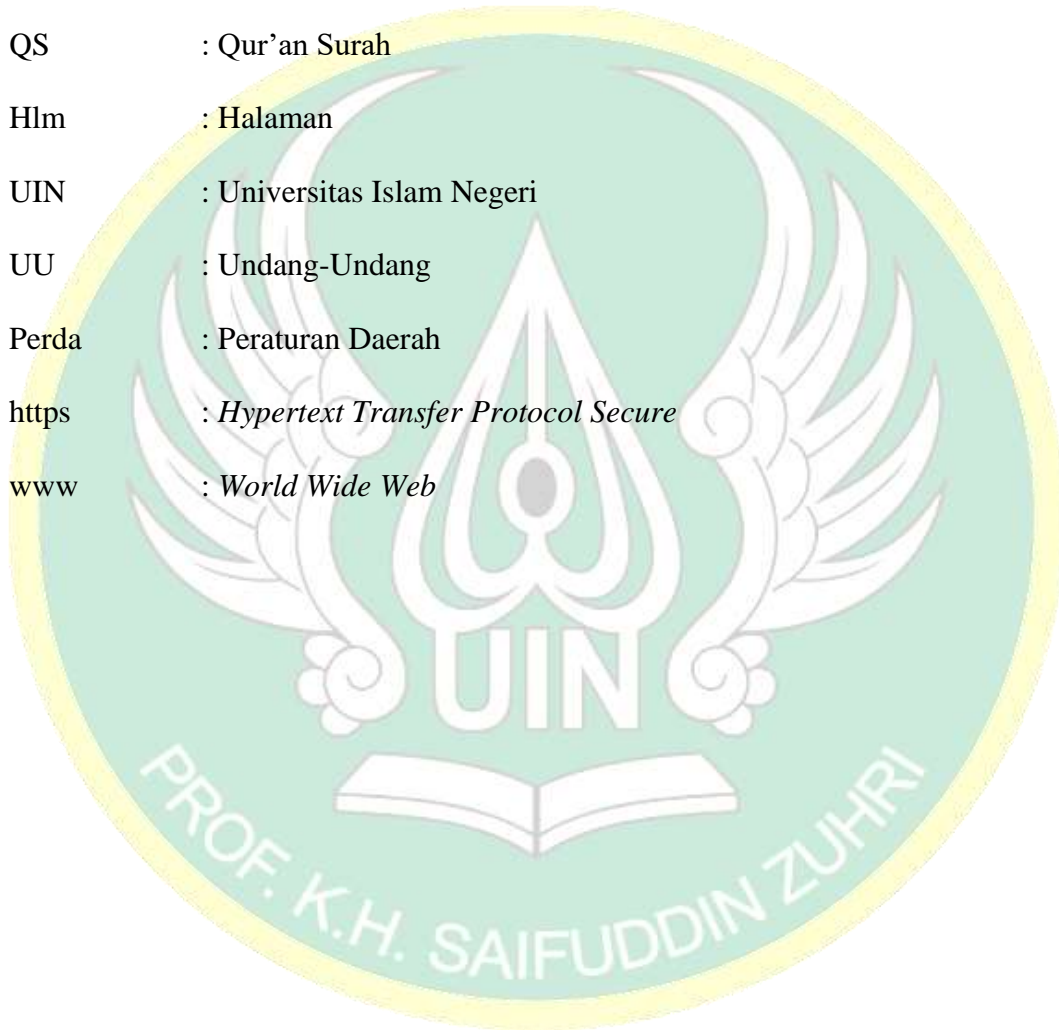 QS : Qur’an Surah
Hlm : Halaman
UIN : Universitas Islam Negeri
UU : Undang-Undang
Perda : Peraturan Daerah
https : Hypertext Transfer Protocol Secure
www : World Wide Web
UIN
PROF. K.H. SAIFUDDIN ZUHRI